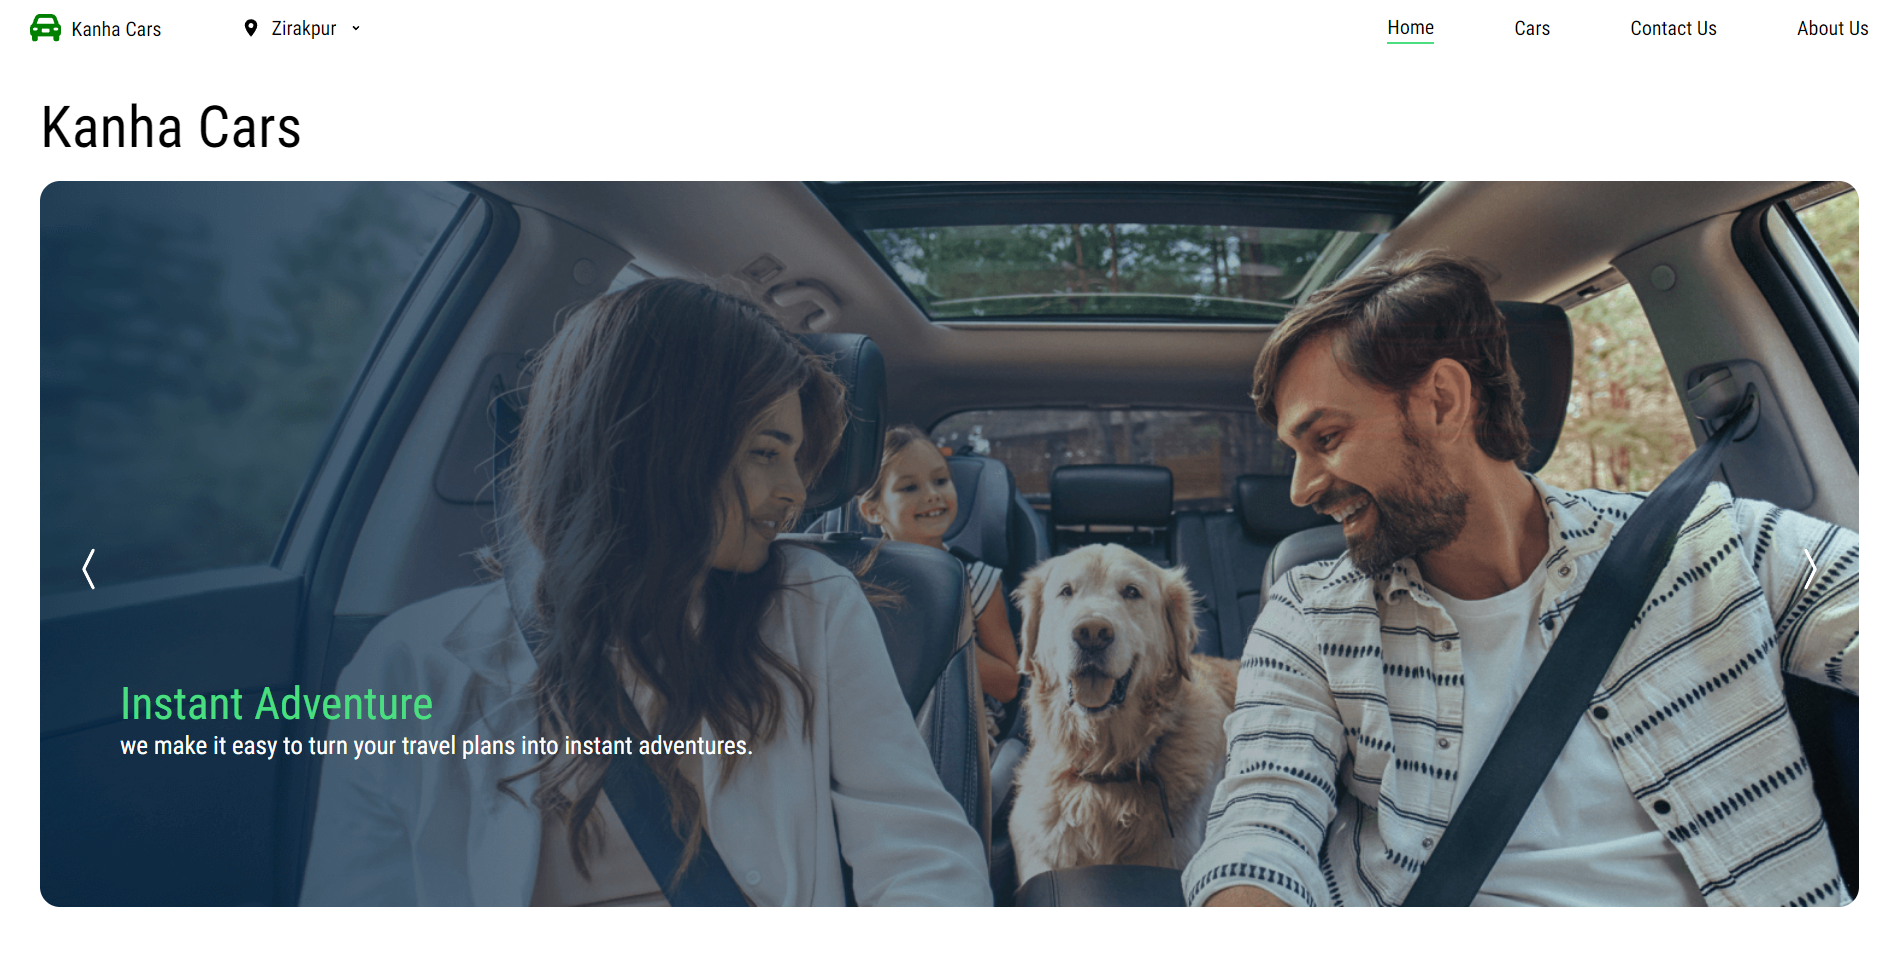 Kanha Cars
Zirakpur
Home
Cars
Contact Us
About Us
Kanha Cars
Instant Adventure
we make it easy to turn your travel plans into instant adventures.